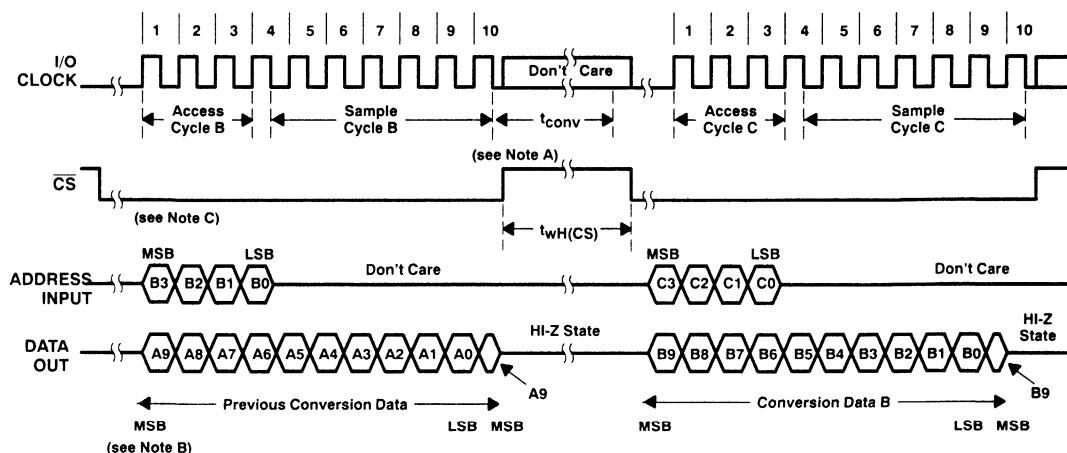 1 2 3 4 5 6 7 8 9 10 1 2 3 4 5 6 7 8 9 10
I/O
CLOCK
Don't Care
Access
Cycle B
Sample
Cycle B
tconv
Access
Cycle C
Sample
Cycle C
(see Note A)
CS
(see Note C)
twH(CS)
MSB LSB MSB LSB
ADDRESS
INPUT
B3 B2 B1 B0 Don't Care C3 C2 C1 C0 Don't Care
DATA
OUT
A9 A8 A7 A6 A5 A4 A3 A2 A1 A0 HI-Z State B9 B8 B7 B6 B5 B4 B3 B2 B1 B0 HI-Z
State
A9 B9
Previous Conversion Data Conversion Data B
MSB LSB MSB MSB LSB MSB
(see Note B)